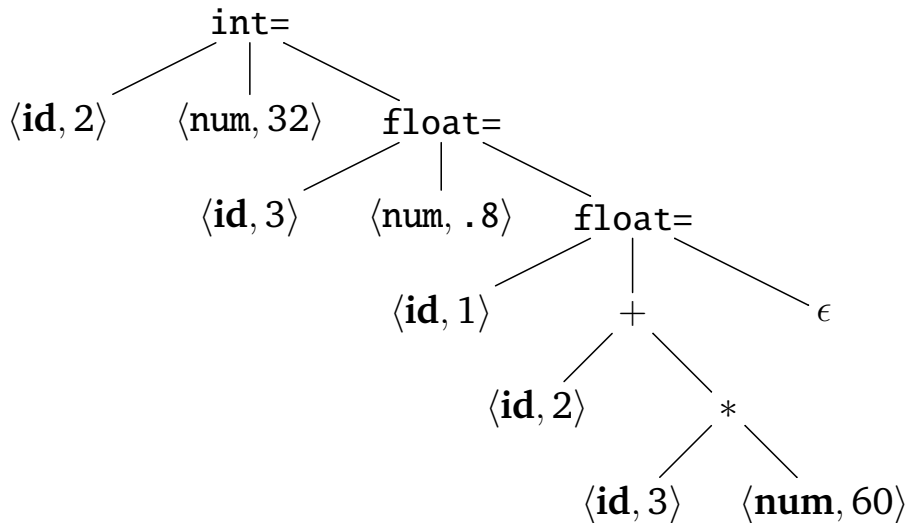 int=
⟨id, 2⟩ ⟨num, 32⟩ float=
⟨id, 3⟩ ⟨num, .8⟩ float=
⟨id, 1⟩ + ϵ
⟨id, 2⟩ *
⟨id, 3⟩ ⟨num, 60⟩